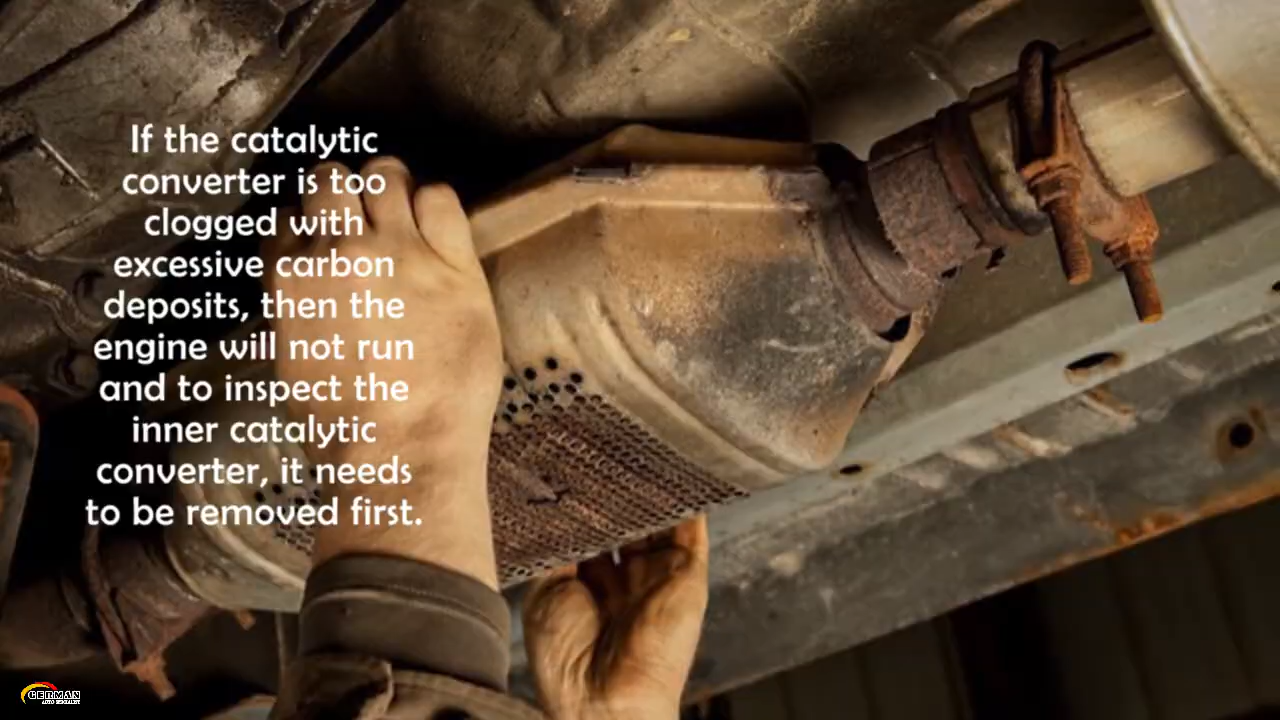 If the catalytic
converter is too
clogged with
excessive carbon
deposits, then the
engine will not run
and to inspect the
inner catalytic
converter, it needs
to be removed first.
GERMAN